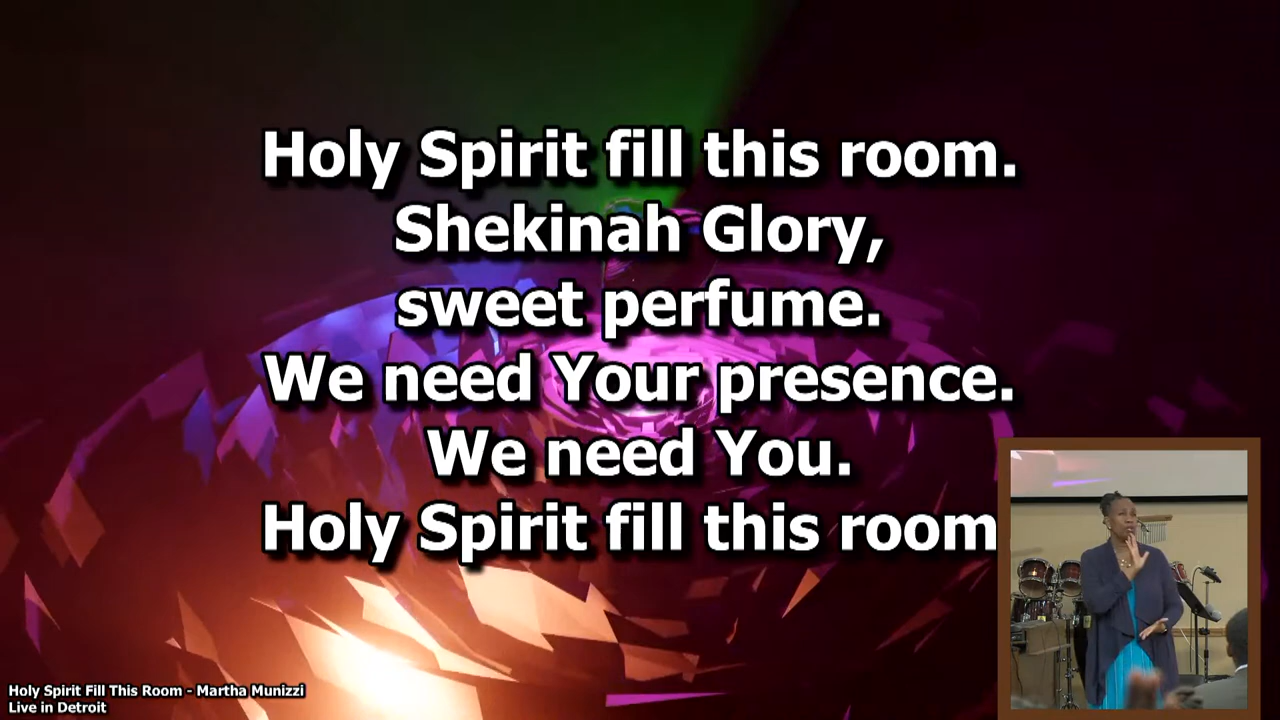 Holy Spirit fill this room.
Shekinah Glory,
sweet perfume.
We need Your presence.
We need You.
Holy Spirit fill this room
Holy Spirit Fill This Room - Martha Munizzi
Live in Detroit